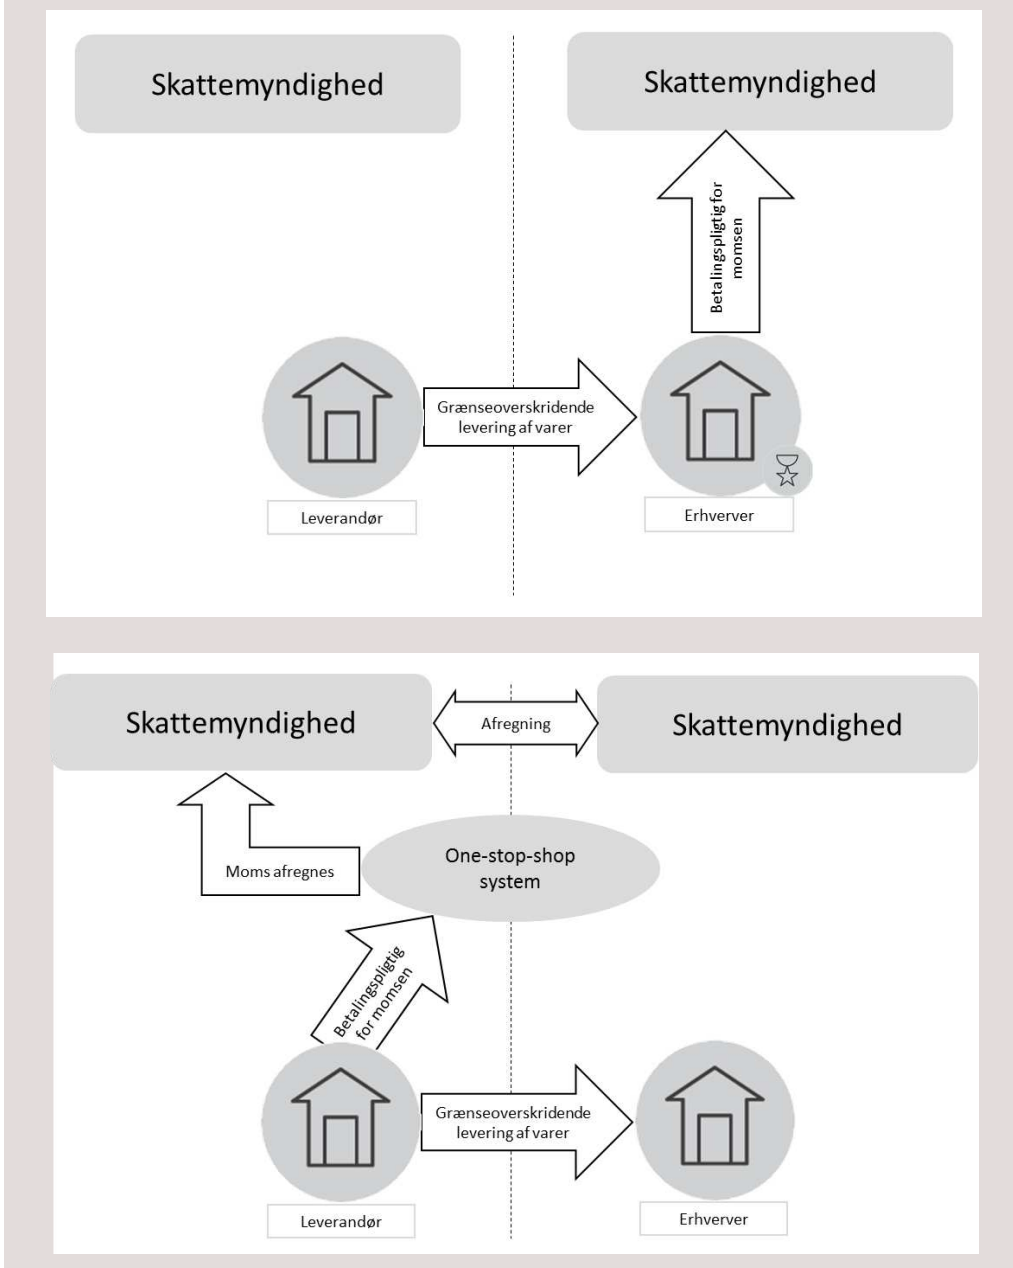 Skattemyndighed
Skattemyndighed
Betalingspligtig for
momsen
Grænseoverskridende
levering af varer
Leverandør
Erhverver
Skattemyndighed
Afregning
Skattemyndighed
One-stop-shop
system
Moms afregnes
Betalingspligtig
for momsen
Grænseoverskridende
levering af varer
Leverandør
Erhverver